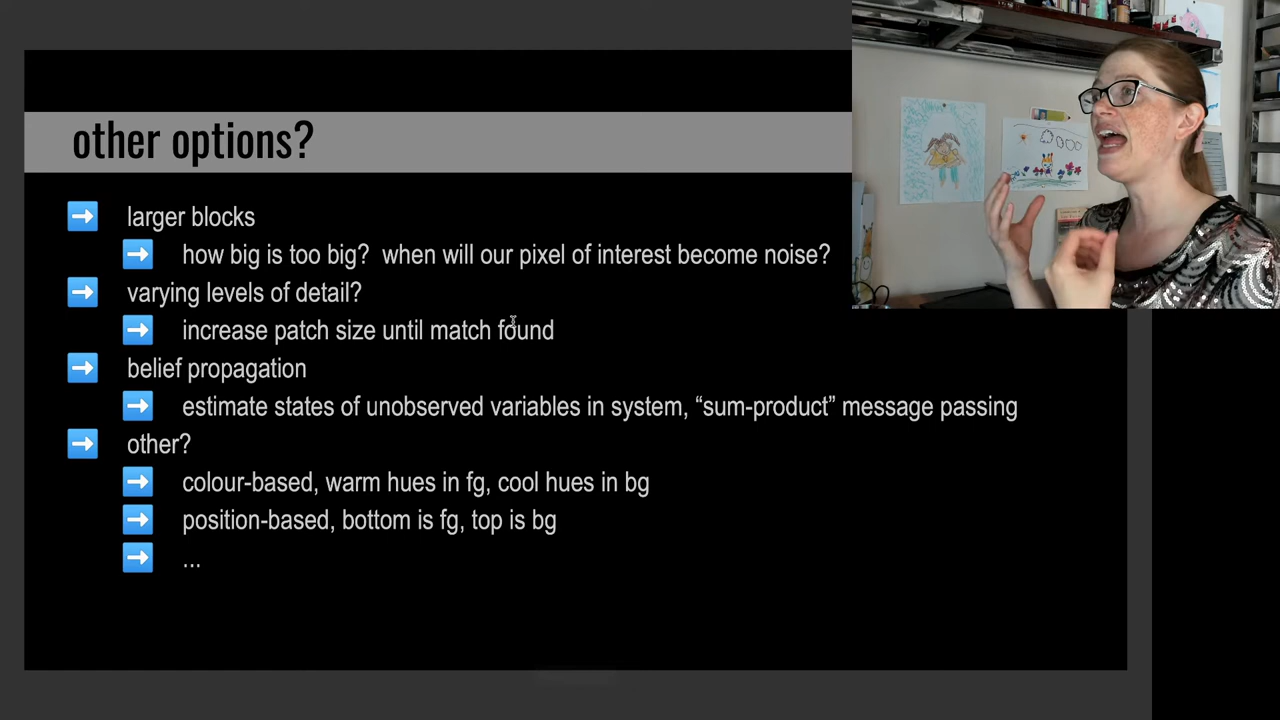 other options?
larger blocks
how big is too big? when will our pixel of interest become noise?
varying levels of detail?
increase patch size until match found
belief propagation
estimate states of unobserved variables in system, “sum-product” message passing
other?
colour-based, warm hues in fg, cool hues in bg
position-based, bottom is fg, top is bg
...